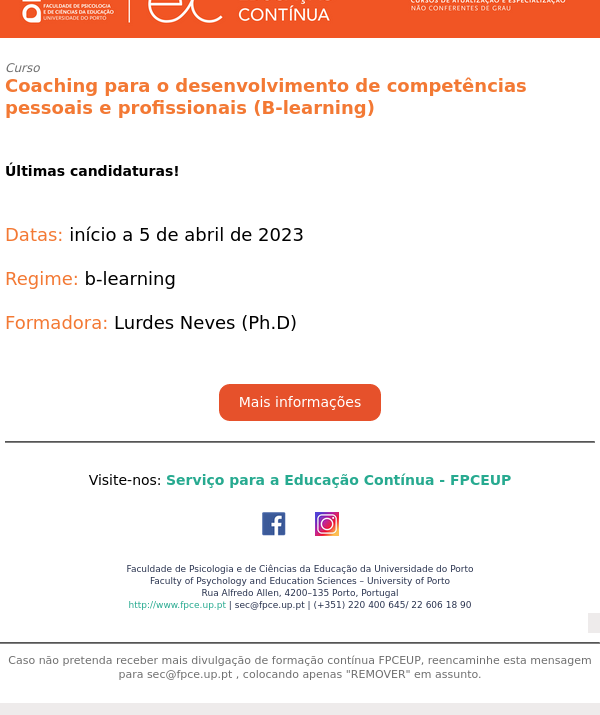 FACULDADE DE PSICOLOGIA
E DE CIÊNCIAS DA EDUCAÇÃO
UNIVERSIDADE DO PORTO
CONTÍNUA
CURSOS DE ATUALIZAÇÃO E ESPECIALIZAÇÃO
NÃO CONFERENTES DE GRAU
Curso
Coaching para o desenvolvimento de competências
pessoais e profissionais (B-learning)
Últimas candidaturas!
Datas: início a 5 de abril de 2023
Regime: b-learning
Formadora: Lurdes Neves (Ph.D)
Mais informações
Visite-nos: Serviço para a Educação Contínua - FPCEUP
Faculdade de Psicologia e de Ciências da Educação da Universidade do Porto
Faculty of Psychology and Education Sciences – University of Porto
Rua Alfredo Allen, 4200–135 Porto, Portugal
http://www.fpce.up.pt | sec@fpce.up.pt | (+351) 220 400 645/ 22 606 18 90
Caso não pretenda receber mais divulgação de formação contínua FPCEUP, reencaminhe esta mensagem
para sec@fpce.up.pt , colocando apenas "REMOVER" em assunto.